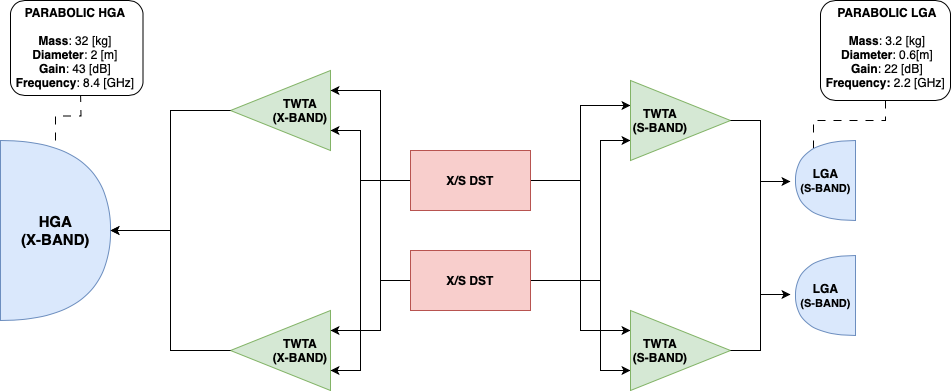 PARABOLIC HGA
Mass: 32 [kg]
Diameter: 2 [m]
Gain: 43 [dB]
Frequency: 8.4 [GHz]
PARABOLIC LGA
Mass: 3.2 [kg]
Diameter: 0.6[m]
Gain: 22 [dB]
Frequency: 2.2 [GHz]
TWTA
(X-BAND)
TWTA
(S-BAND)
X/S DST
LGA
(S-BAND)
HGA
(X-BAND)
X/S DST
LGA
(S-BAND)
TWTA
(X-BAND)
TWTA
(S-BAND)